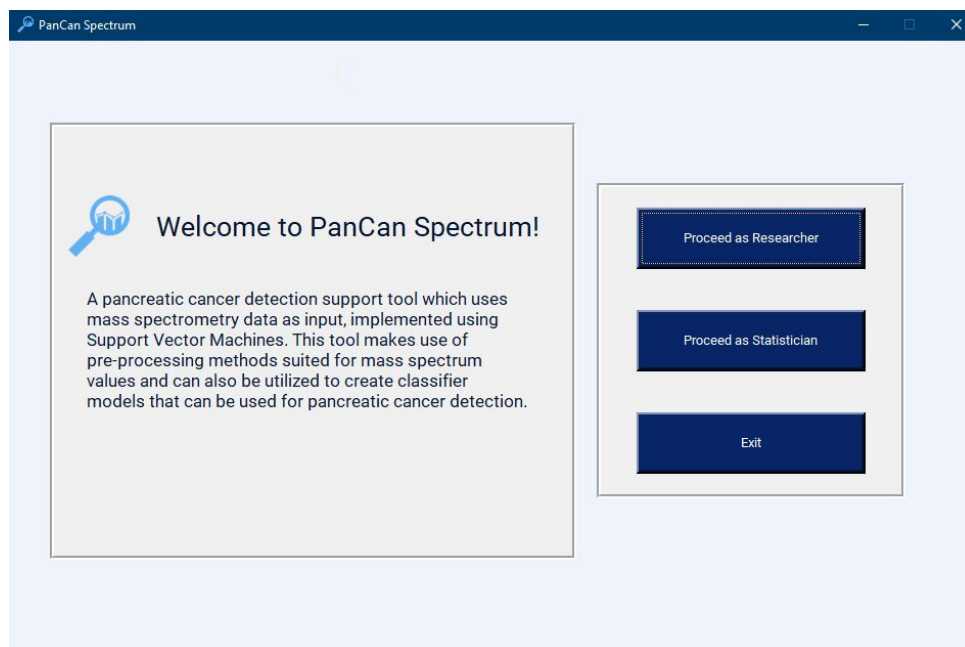 PanCan Spectrum
Welcome to PanCan Spectrum!
A pancreatic cancer detection support tool which uses
mass spectrometry data as input, implemented using
Support Vector Machines. This tool makes use of
pre-processing methods suited for mass spectrum
values and can also be utilized to create classifier
models that can be used for pancreatic cancer detection.
Proceed as Researcher
Proceed as Statistician
Exit